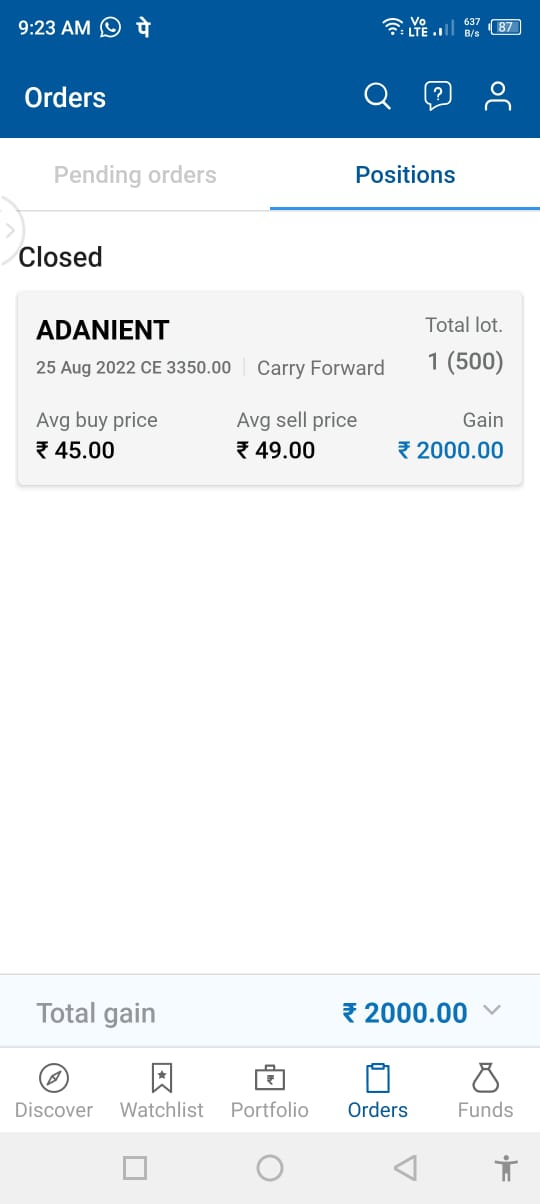 9:23 AM पे Vo LTE 637 B/s 87
Orders
Pending orders Positions
Closed
ADANIENT Total lot.
25 Aug 2022 CE 3350.00 Carry Forward 1 (500)
Avg buy price Avg sell price Gain
₹ 45.00 ₹ 49.00 ₹ 2000.00
Total gain ₹ 2000.00
Discover Watchlist Portfolio Orders Funds